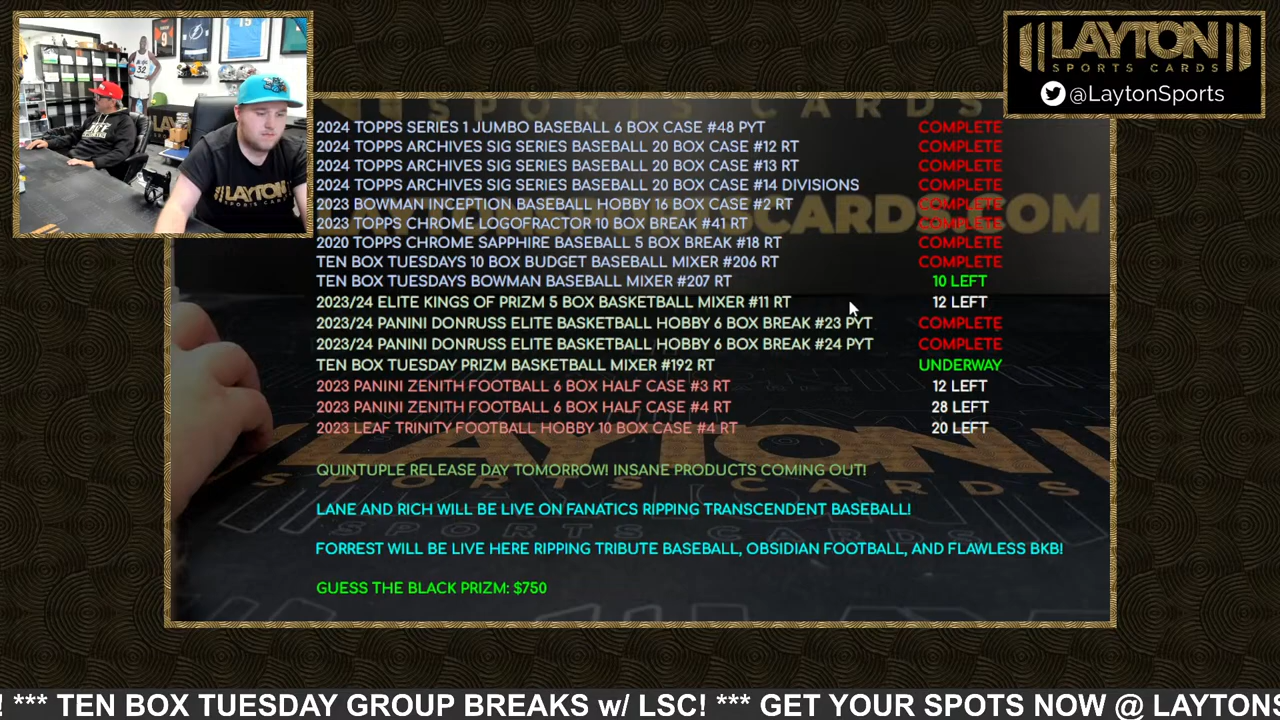 LAYTON
SPORTS CARDS
@LaytonSports
SPORTS CARDS
2024 TOPPS SERIES 1 JUMBO BASEBALL 6 BOX CASE #48 PYT COMPLETE
2024 TOPPS ARCHIVES SIG SERIES BASEBALL 20 BOX CASE #12 RT COMPLETE
2024 TOPPS ARCHIVES SIG SERIES BASEBALL 20 BOX CASE #13 RT COMPLETE
2024 TOPPS ARCHIVES SIG SERIES BASEBALL 20 BOX CASE #14 DIVISIONS COMPLETE
2023 BOWMAN INCEPTION BASEBALL HOBBY 16 BOX CASE #2 RT COMPLETE
CARDS.COM
2023 TOPPS CHROME LOGOFRACTOR 10 BOX BREAK #41 RT COMPLETE
2020 TOPPS CHROME SAPPHIRE BASEBALL 5 BOX BREAK #18 RT COMPLETE
TEN BOX TUESDAYS 10 BOX BUDGET BASEBALL MIXER #206 RT COMPLETE
TEN BOX TUESDAYS BOWMAN BASEBALL MIXER #207 RT 10 LEFT
2023/24 ELITE KINGS OF PRIZM 5 BOX BASKETBALL MIXER #11 RT 12 LEFT
2023/24 PANINI DONRUSS ELITE BASKETBALL HOBBY 6 BOX BREAK #23 PYT COMPLETE
2023/24 PANINI DONRUSS ELITE BASKETBALL HOBBY 6 BOX BREAK #24 PYT COMPLETE
TEN BOX TUESDAY PRIZM BASKETBALL MIXER #192 RT UNDERWAY
2023 PANINI ZENITH FOOTBALL 6 BOX HALF CASE #3 RT 12 LEFT
2023 PANINI ZENITH FOOTBALL 6 BOX HALF CASE #4 RT 28 LEFT
2023 LEAF TRINITY FOOTBALL HOBBY 10 BOX CASE #4 RT 20 LEFT
LAYTON
SPORTS CARDS
QUINTUPLE RELEASE DAY TOMORROW! INSANE PRODUCTS COMING OUT!
LANE AND RICH WILL BE LIVE ON FANATICS RIPPING TRANSCENDENT BASEBALL!
FORREST WILL BE LIVE HERE RIPPING TRIBUTE BASEBALL, OBSIDIAN FOOTBALL, AND FLAWLESS BKB!
GUESS THE BLACK PRIZM: $750
! *** TEN BOX TUESDAY GROUP BREAKS w/ LSC! *** GET YOUR SPOTS NOW @ LAYTONS